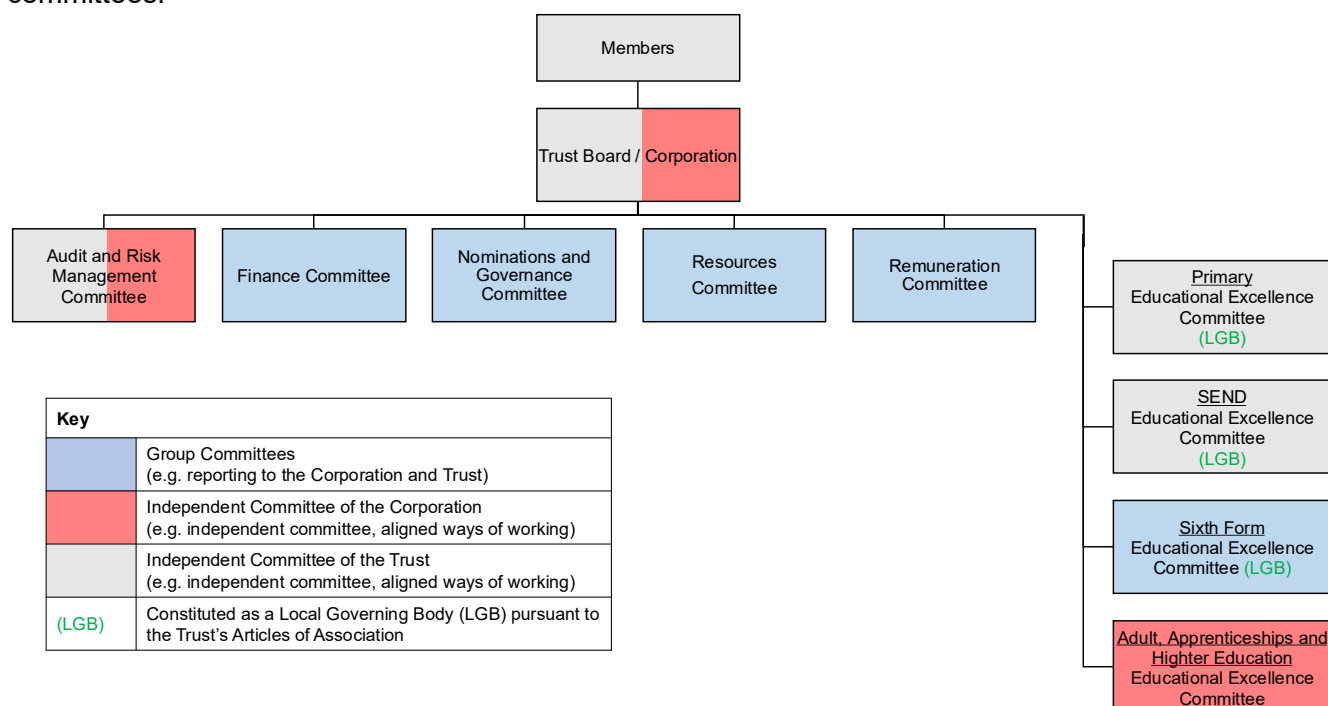 committees.
Members
Trust Board / Corporation
Audit and Risk
Management
Committee
Finance Committee
Nominations and
Governance
Committee
Resources
Committee
Remuneration
Committee
Primary
Educational Excellence
Committee
(LGB)
SEND
Educational Excellence
Committee
(LGB)
Sixth Form
Educational Excellence
Committee (LGB)
Adult, Apprenticeships and
Highter Education
Educational Excellence
Committee
Key
Group Committees
(e.g. reporting to the Corporation and Trust)
Independent Committee of the Corporation
(e.g. independent committee, aligned ways of working)
Independent Committee of the Trust
(e.g. independent committee, aligned ways of working)
(LGB)
Constituted as a Local Governing Body (LGB) pursuant to
the Trust's Articles of Association